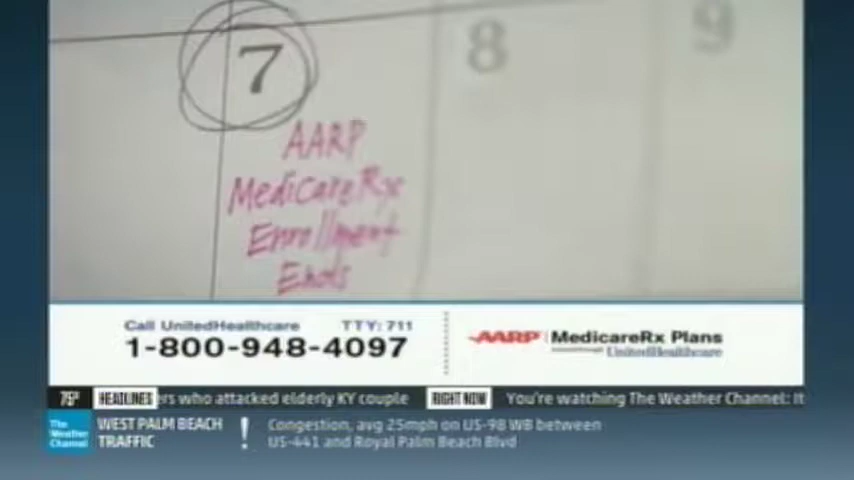 7
8
9
AARP
MedicareRx
Enrollment
Ends
Call UnitedHealthcare TTY: 711
1-800-948-4097
AARP | MedicareRx Plans
UnitedHealthcare
75° HEADLINES ers who attacked elderly KY couple RIGHT NOW You're watching The Weather Channel: It
The
Weather
Channel
WEST PALM BEACH
TRAFFIC
! Congestion, avg 25mph on US-98 WB between
US-441 and Royal Palm Beach Blvd